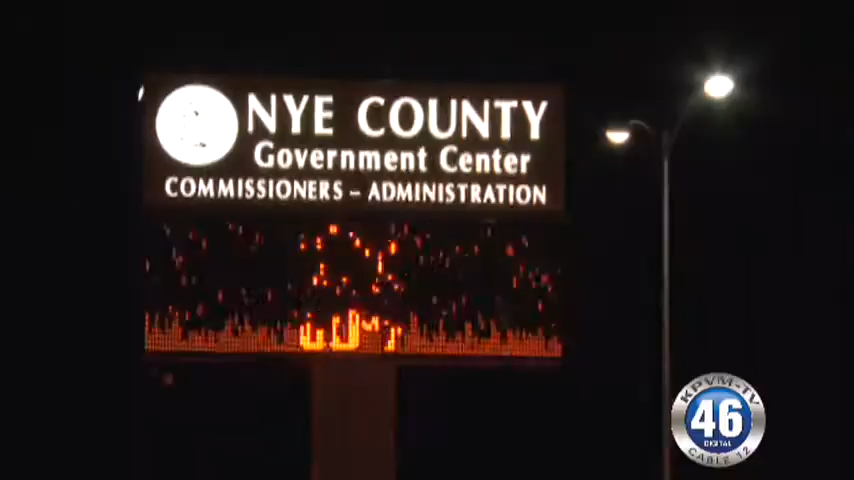 NYE COUNTY
Government Center
COMMISSIONERS – ADMINISTRATION
KPVM-TV
46
DIGITAL
CABLE 12